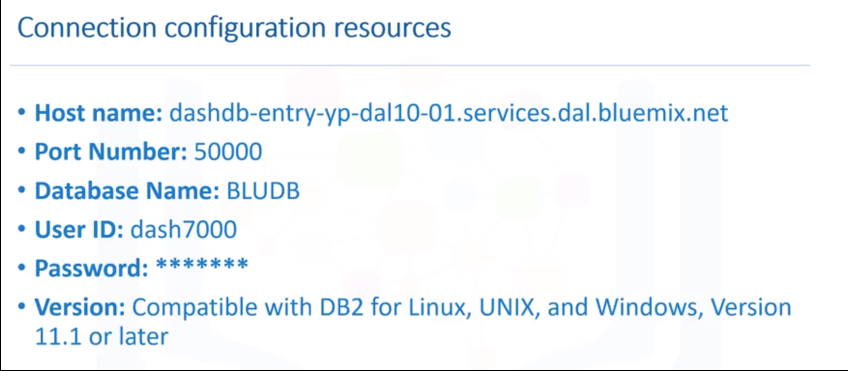 Connection configuration resources
• Host name: dashdb-entry-yp-dal10-01.services.dal.bluemix.net
• Port Number: 50000
• Database Name: BLUDB
• User ID: dash7000
• Password: *******
• Version: Compatible with DB2 for Linux, UNIX, and Windows, Version
11.1 or later